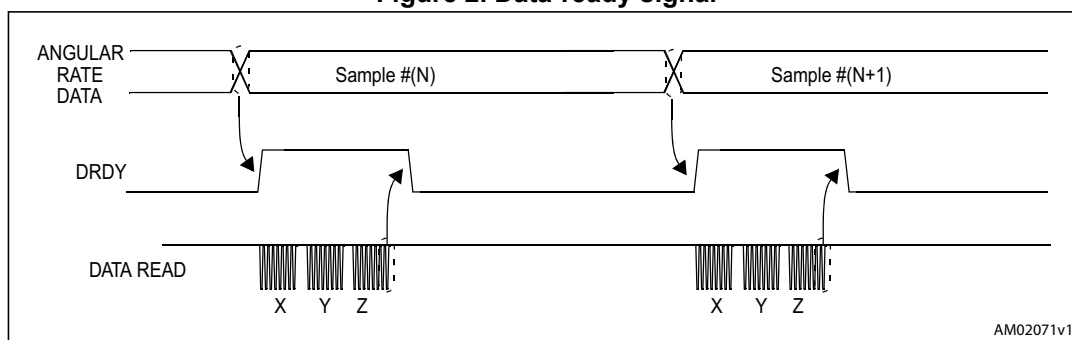 Figure 2. Data ready signal
ANGULAR
RATE
DATA
Sample #(N)
Sample #(N+1)
DRDY
DATA READ
X Y Z
X Y Z
AM02071v1